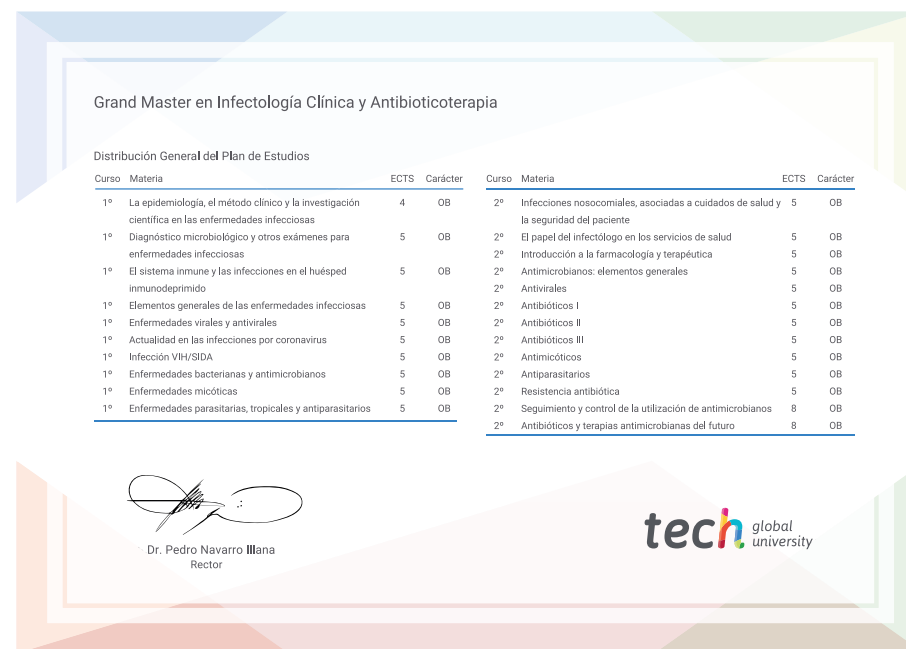 Grand Master en Infectología Clínica y Antibioticoterapia
Distribución General del Plan de Estudios
Curso Materia ECTS Carácter
1º La epidemiología, el método clínico y la investigación 4 OB
científica en las enfermedades infecciosas
1º Diagnóstico microbiológico y otros exámenes para 5 OB
enfermedades infecciosas
1º El sistema inmune y las infecciones en el huésped 5 OB
inmunodeprimido
1º Elementos generales de las enfermedades infecciosas 5 OB
1º Enfermedades virales y antivirales 5 OB
1º Actualidad en las infecciones por coronavirus 5 OB
1º Infección VIH/SIDA 5 OB
1º Enfermedades bacterianas y antimicrobianos 5 OB
1º Enfermedades micóticas 5 OB
1º Enfermedades parasitarias, tropicales y antiparasitarios 5 OB
Curso Materia ECTS Carácter
2º Infecciones nosocomiales, asociadas a cuidados de salud y 5 OB
la seguridad del paciente
2º El papel del infectólogo en los servicios de salud 5 OB
2º Introducción a la farmacología y terapéutica 5 OB
2º Antimicrobianos: elementos generales 5 OB
2º Antivirales 5 OB
2º Antibióticos I 5 OB
2º Antibióticos II 5 OB
2º Antibióticos III 5 OB
2º Antimicóticos 5 OB
2º Antiparasitarios 5 OB
2º Resistencia antibiótica 5 OB
2º Seguimiento y control de la utilización de antimicrobianos 8 OB
2º Antibióticos y terapias antimicrobianas del futuro 8 OB
Dr. Pedro Navarro Illana
Rector
tech global
university